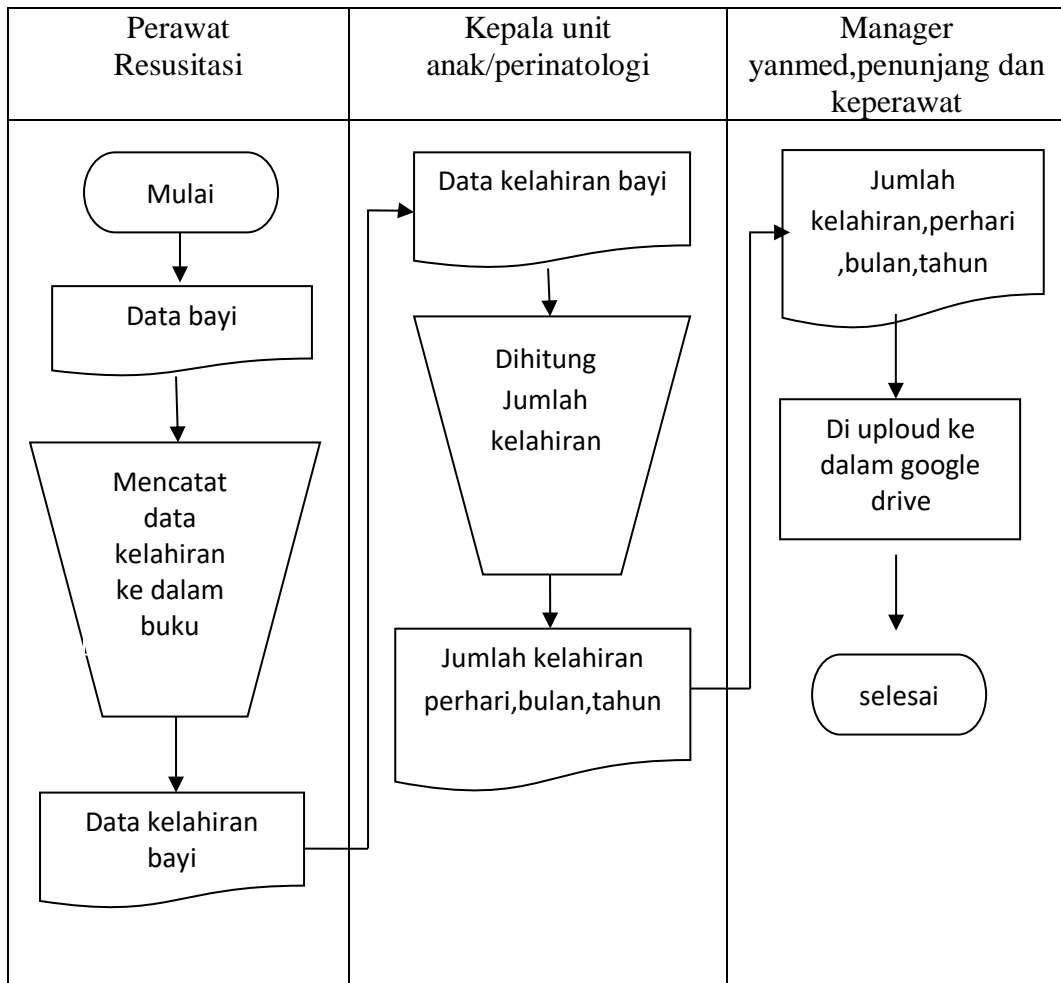 Perawat
Resusitasi
Kepala unit
anak/perinatologi
Manager
yanmed,penunjang dan
keperawat
Mulai
Data bayi
Mencatat
data
kelahiran
ke dalam
buku
Data kelahiran
bayi
Data kelahiran bayi
Dihitung
Jumlah
kelahiran
Jumlah kelahiran
perhari,bulan,tahun
Jumlah
kelahiran,perhari
,bulan,tahun
Di uploud ke
dalam google
drive
selesai